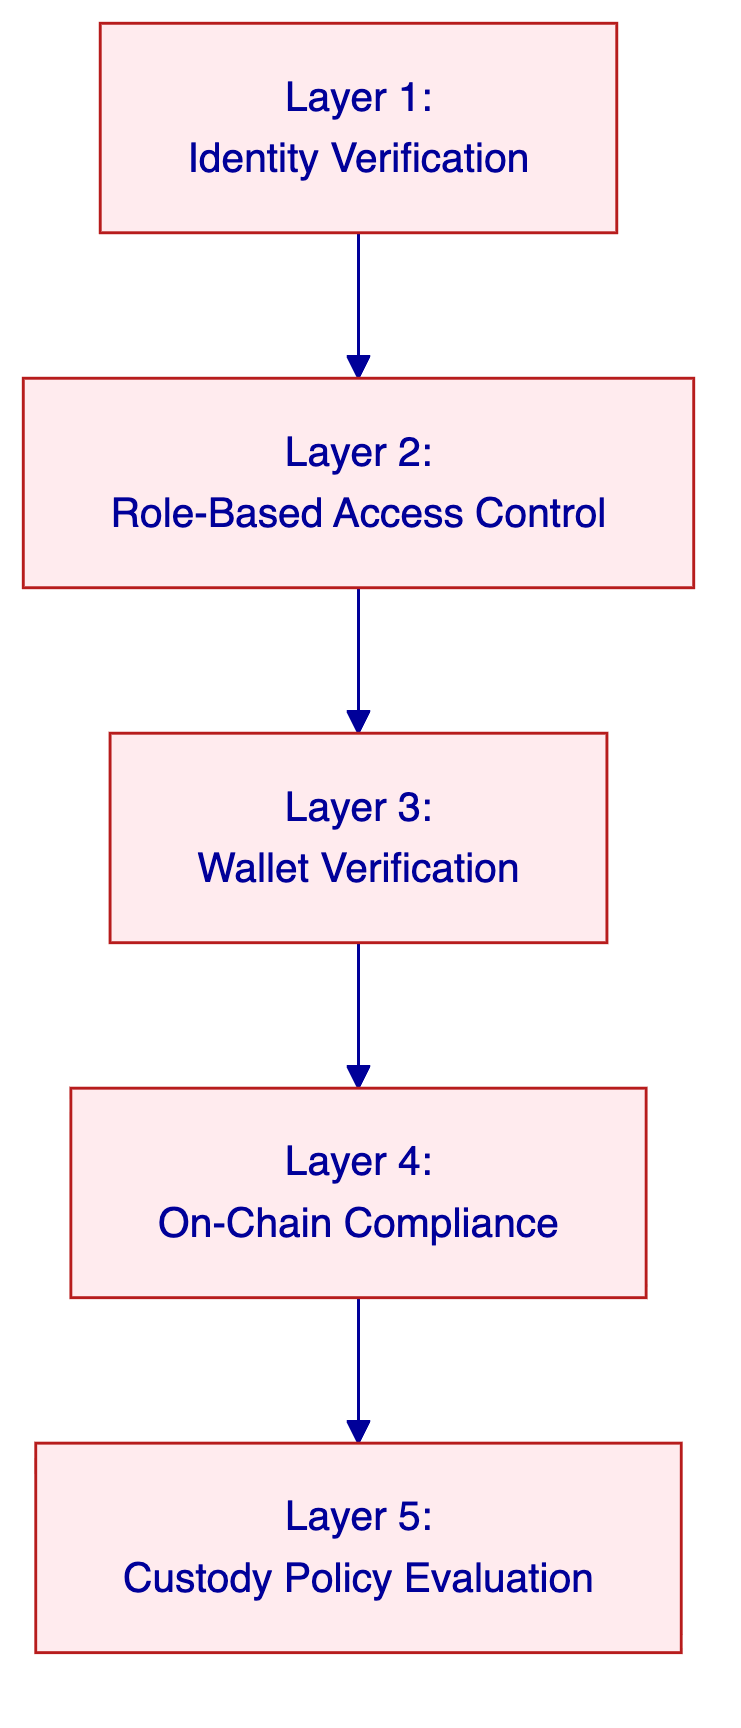 Layer 1:
Identity Verification
Layer 2:
Role-Based Access Control
Layer 3:
Wallet Verification
Layer 4:
On-Chain Compliance
Layer 5:
Custody Policy Evaluation